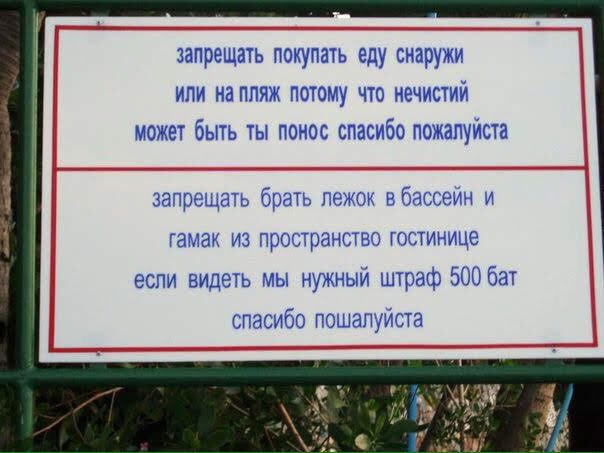 запрещать покупать еду снаружи
или на пляж потому что нечистий
может быть ты понос спасибо пожалуйста
запрещать брать лежок в бассейн и
гамак из пространство гостинице
если видеть мы нужный штраф 500 бат
спасибо пошалуйста